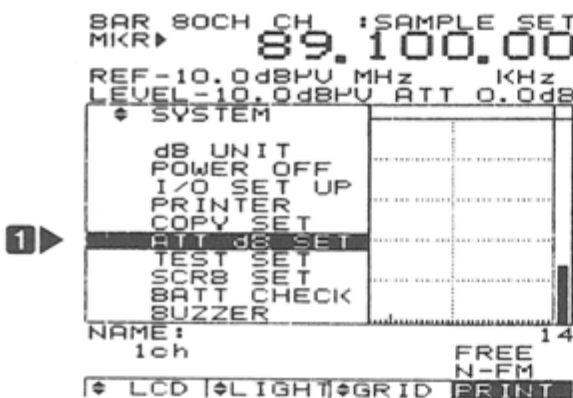 BAR 80CH CH :SAMPLE SET
MKR▶ 89.100.00
REF-10.0dBμV MHz KHz
LEVEL-10.0dBμV ATT 0.0dB
SYSTEM
dB UNIT
POWER OFF
I/O SET UP
PRINTER
COPY SET
1
ATT dB SET
TEST SET
SCRB SET
BATT CHECK
BUZZER
NAME: 14
1ch FREE
N-FM
LCD LIGHT GRID PRINT